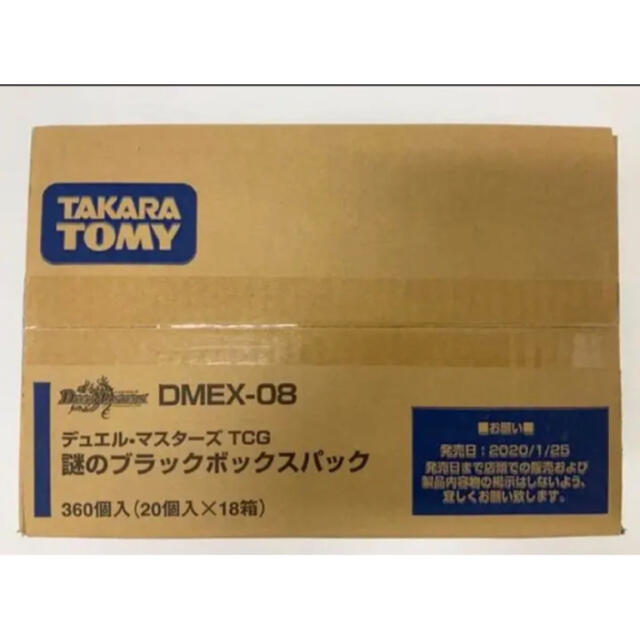 TAKARA
TOMY
DUEL MASTERS DMEX-08
デュエル・マスターズ TCG
謎のブラックボックスパック
360個入(20個入×18箱)
■お願い■
発売日:2020/1/25
発売日まで店頭での販売および
製品内容物の掲示はしないよう、
宜しくお願い致します。